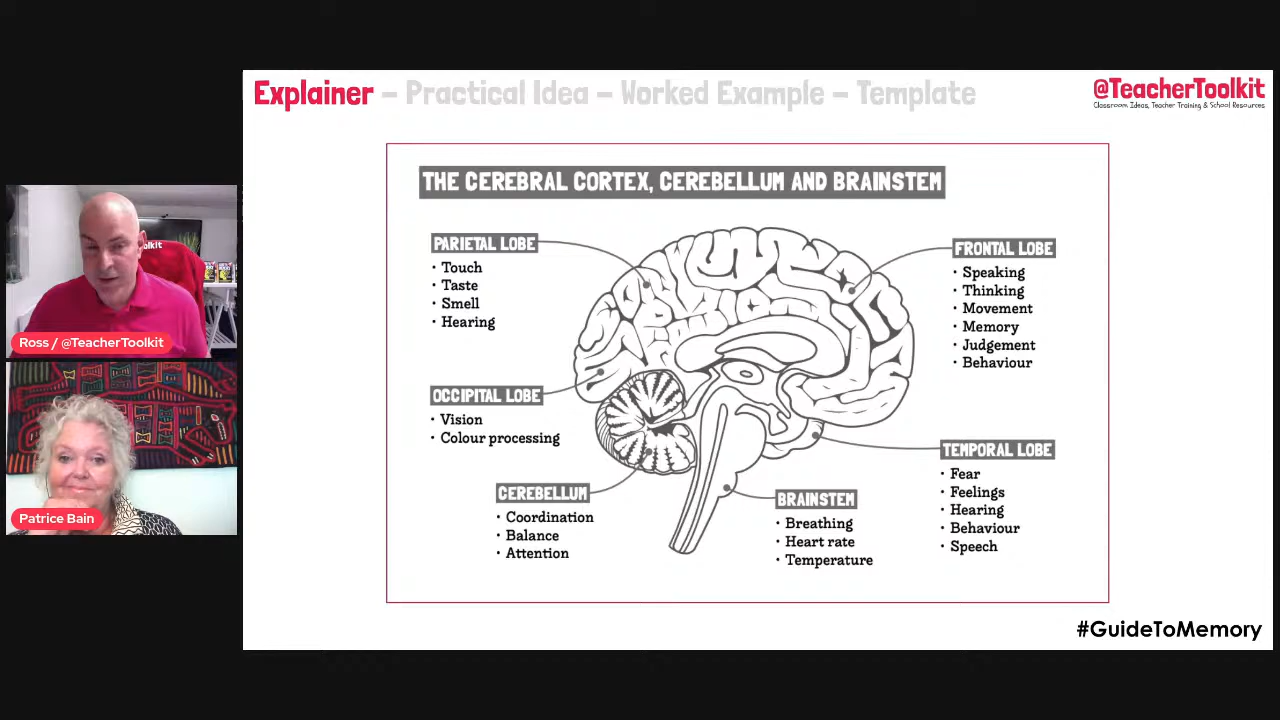 Explainer – Practical Idea – Worked Example – Template
@TeacherToolkit
Classroom Ideas, Teacher Training & School Resources
THE CEREBRAL CORTEX, CEREBELLUM AND BRAINSTEM
PARIETAL LOBE
• Touch
• Taste
• Smell
• Hearing
FRONTAL LOBE
• Speaking
• Thinking
• Movement
• Memory
• Judgement
• Behaviour
OCCIPITAL LOBE
• Vision
• Colour processing
TEMPORAL LOBE
• Fear
• Feelings
• Hearing
• Behaviour
• Speech
CEREBELLUM
• Coordination
• Balance
• Attention
BRAINSTEM
• Breathing
• Heart rate
• Temperature
#GuideToMemory
Ross / @TeacherToolkit
Patrice Bain